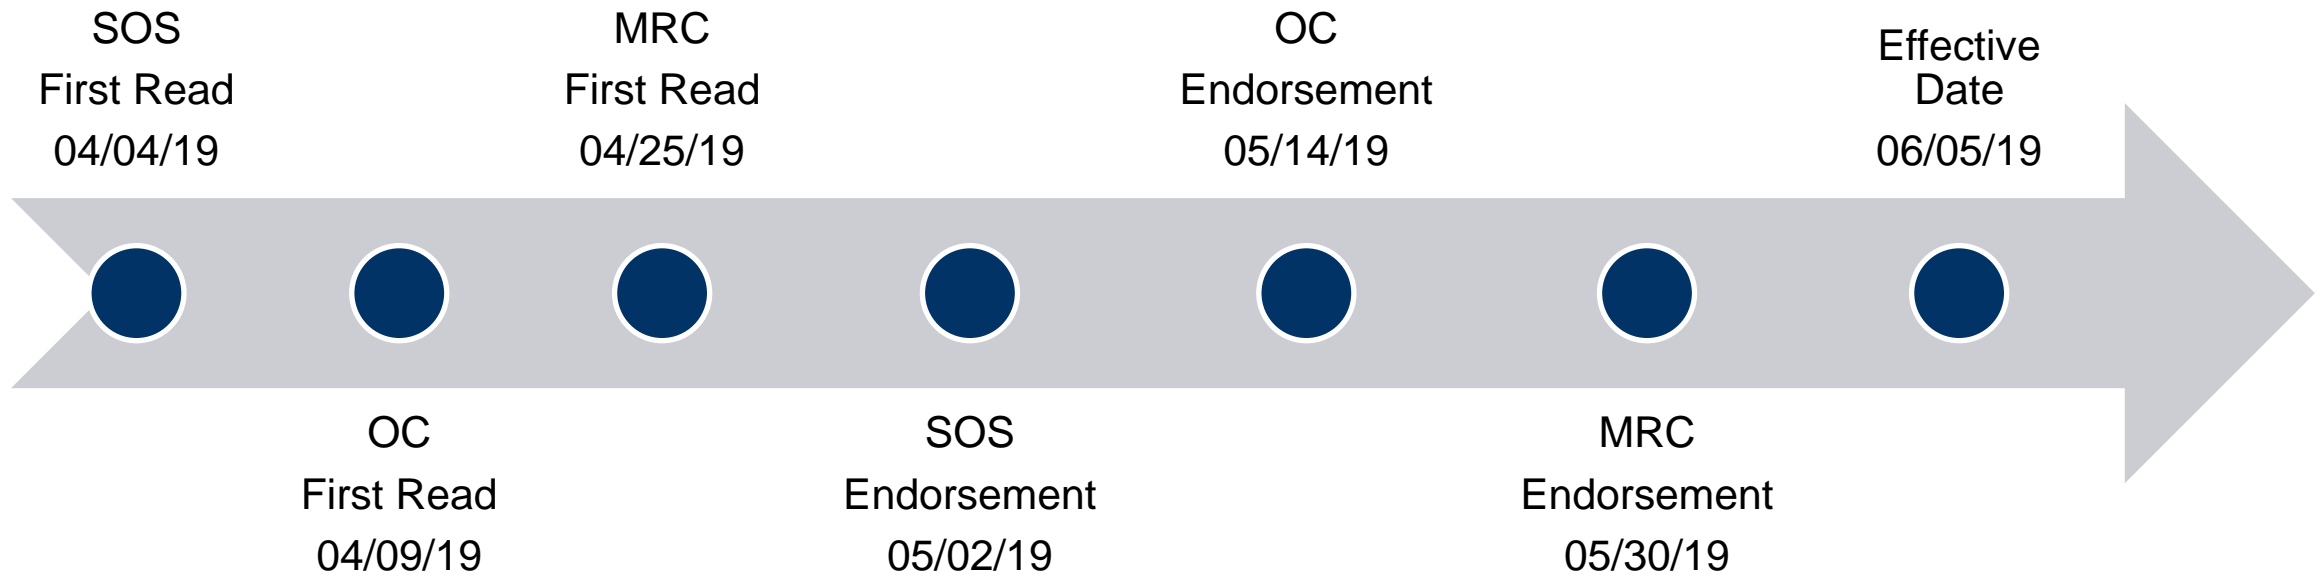 SOS
First Read
04/04/19
OC
First Read
04/09/19
MRC
First Read
04/25/19
SOS
Endorsement
05/02/19
OC
Endorsement
05/14/19
MRC
Endorsement
05/30/19
Effective
Date
06/05/19